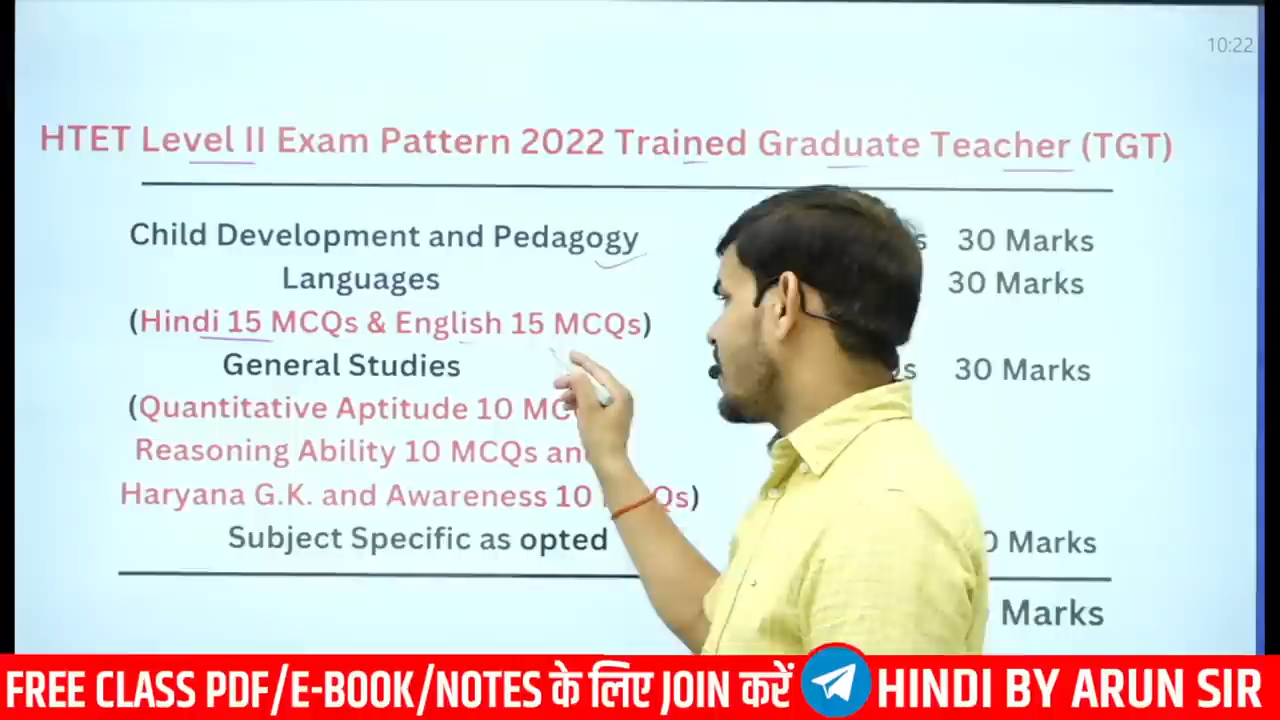 10:22
HTET Level II Exam Pattern 2022 Trained Graduate Teacher (TGT)
Child Development and Pedagogy 30 Marks
Languages 30 Marks
(Hindi 15 MCQs & English 15 MCQs)
General Studies 30 Marks
(Quantitative Aptitude 10
Reasoning Ability 10 MCQs
Haryana G.K. and Awareness 10
Subject Specific as opted Marks
Marks
FREE CLASS PDF/E-BOOK/NOTES के लिए JOIN करें HINDI BY ARUN SIR